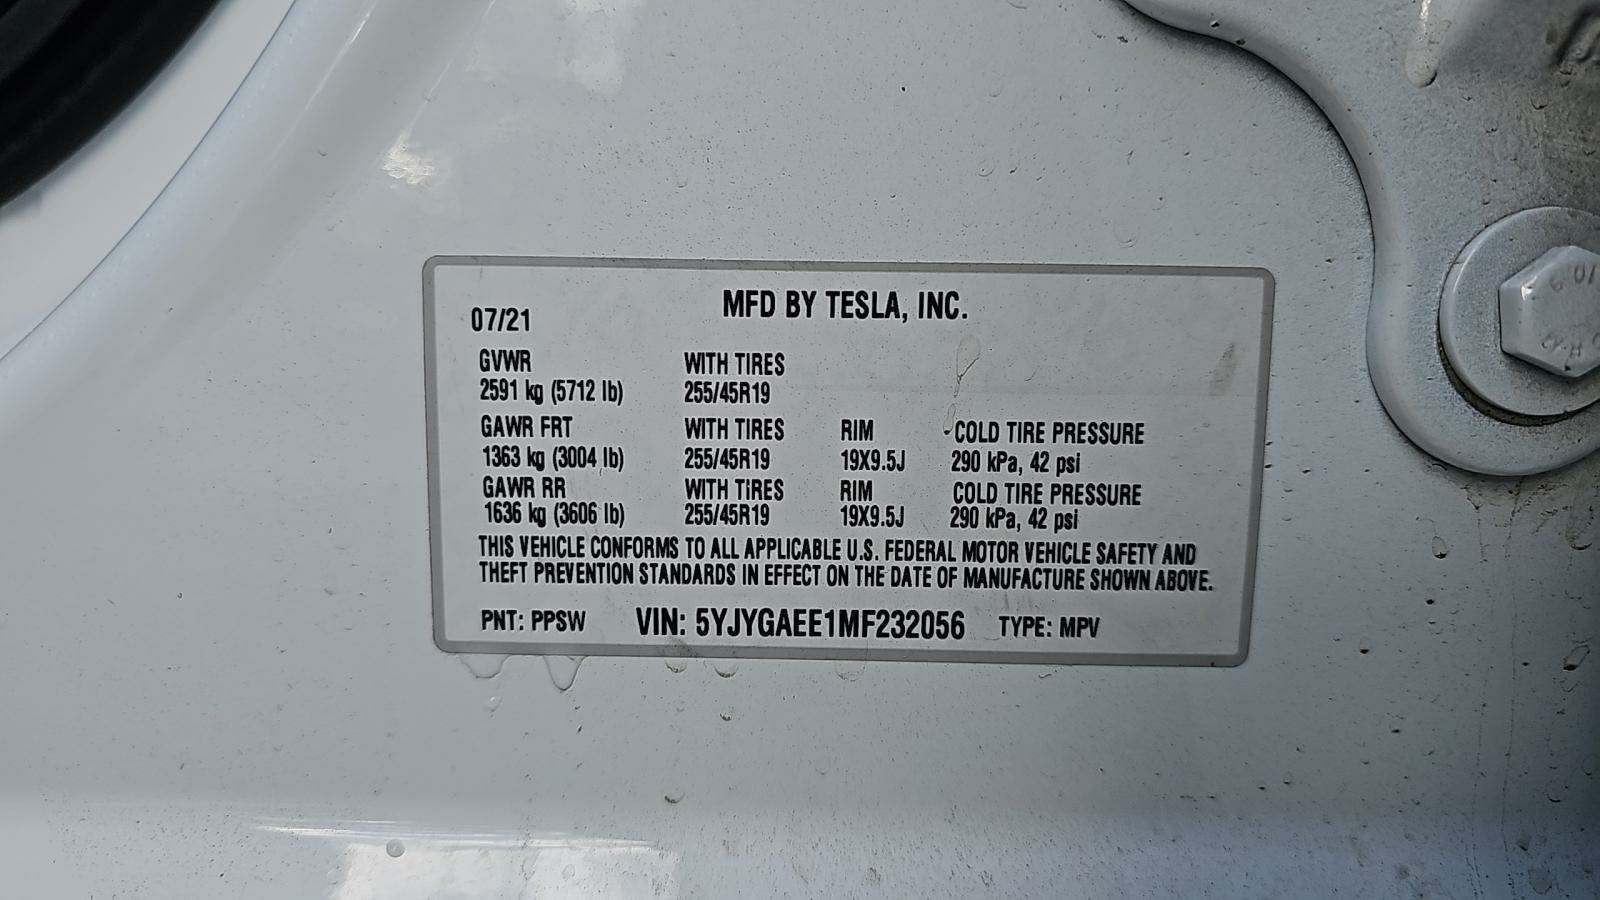 MFD BY TESLA, INC.
07/21
GVWR WITH TIRES
2591 kg (5712 lb) 255/45R19
GAWR FRT WITH TIRES RIM COLD TIRE PRESSURE
1363 kg (3004 lb) 255/45R19 19X9.5J 290 kPa, 42 psi
GAWR RR WITH TIRES RIM COLD TIRE PRESSURE
1636 kg (3606 lb) 255/45R19 19X9.5J 290 kPa, 42 psi
THIS VEHICLE CONFORMS TO ALL APPLICABLE U.S. FEDERAL MOTOR VEHICLE SAFETY AND
THEFT PREVENTION STANDARDS IN EFFECT ON THE DATE OF MANUFACTURE SHOWN ABOVE.
PNT: PPSW VIN: 5YJYGAEE1MF232056 TYPE: MPV
10.9